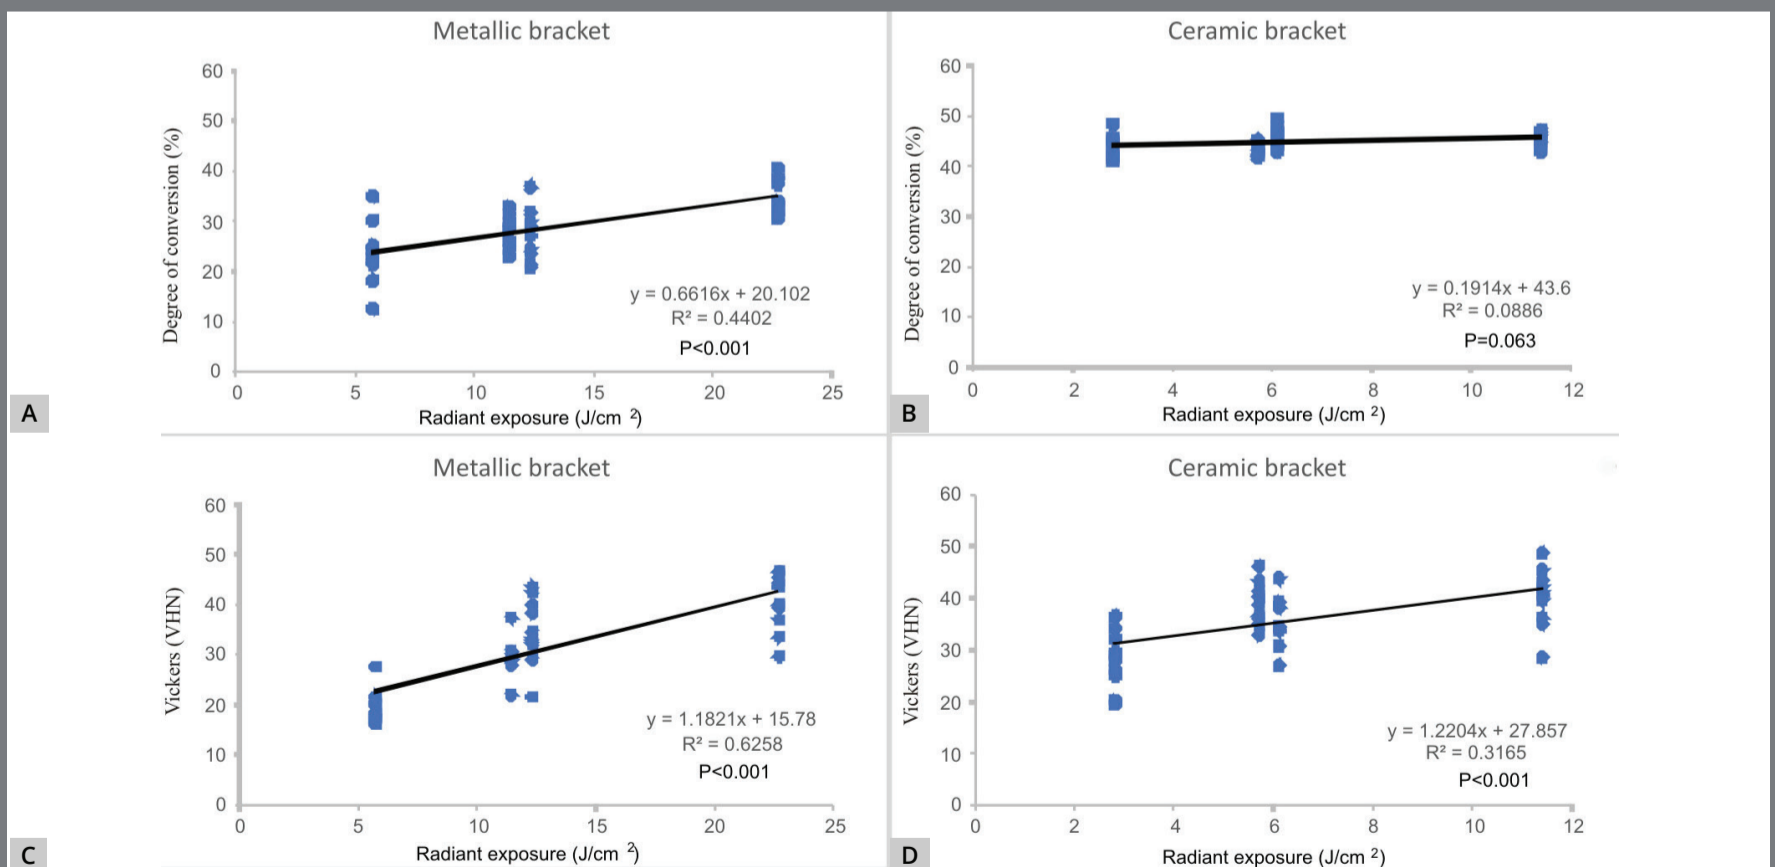 Metallic bracket
60
50
40
30
20
10
0
Degree of conversion (%)
y = 0.6616x + 20.102
R² = 0.4402
P<0.001
0 5 10 15 20 25
Radiant exposure (J/cm ²)
A
Ceramic bracket
60
50
40
30
20
10
0
Degree of conversion (%)
y = 0.1914x + 43.6
R² = 0.0886
P=0.063
0 2 4 6 8 10 12
Radiant exposure (J/cm ²)
B
Metallic bracket
60
50
40
30
20
10
0
Vickers (VHN)
y = 1.1821x + 15.78
R² = 0.6258
P<0.001
0 5 10 15 20 25
Radiant exposure (J/cm ²)
C
Ceramic bracket
60
50
40
30
20
10
0
Vickers (VHN)
y = 1.2204x + 27.857
R² = 0.3165
P<0.001
0 2 4 6 8 10 12
Radiant exposure (J/cm ²)
D